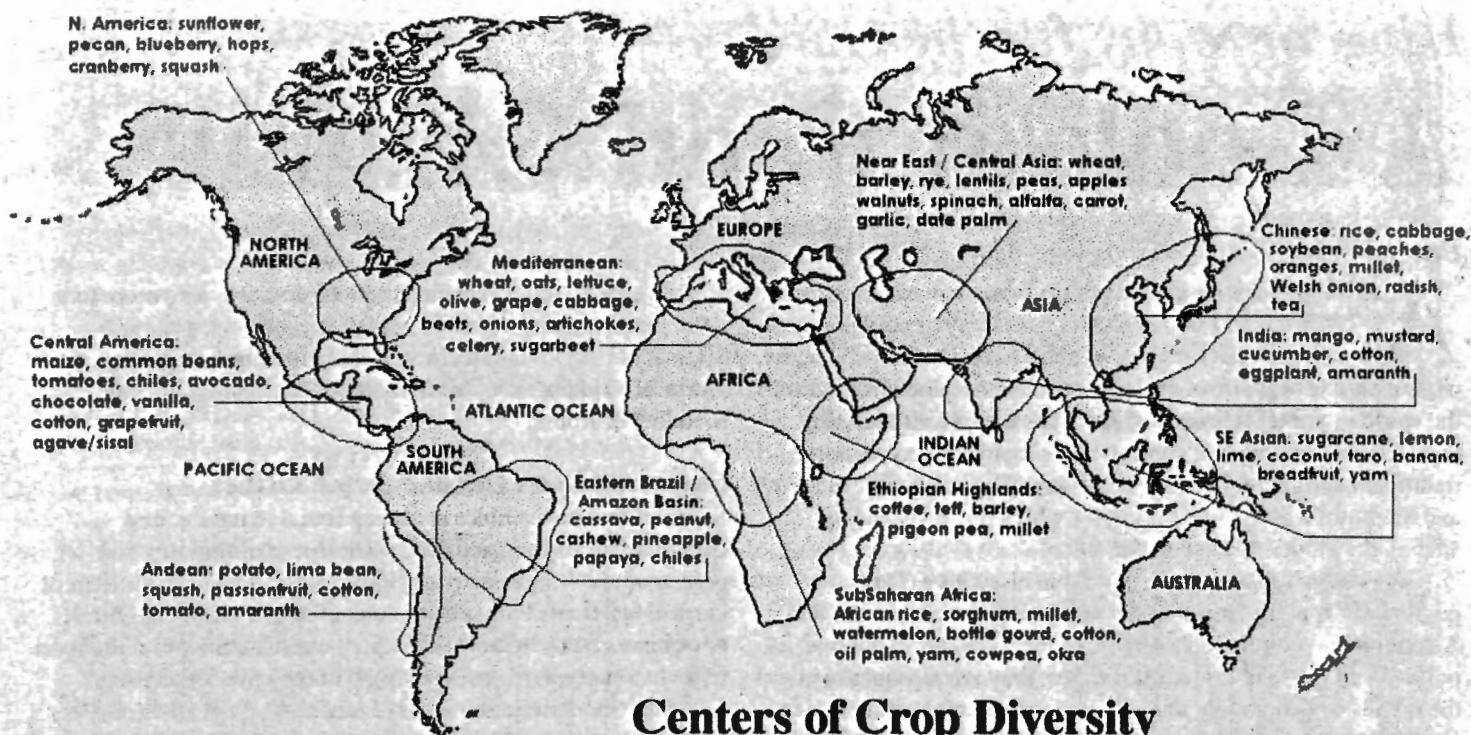 N. America: sunflower,
pecan, blueberry, hops,
cranberry, squash
Near East / Central Asia: wheat,
barley, rye, lentils, peas, apples
walnuts, spinach, alfalfa, carrot,
garlic, date palm
EUROPE
NORTH
AMERICA
Mediterranean:
wheat, oats, lettuce,
olive, grape, cabbage,
beets, onions, artichokes,
celery, sugarbeet
ASIA
Chinese: rice, cabbage,
soybean, peaches,
oranges, millet,
Welsh onion, radish,
tea
Central America:
maize, common beans,
tomatoes, chiles, avocado,
chocolate, vanilla,
cotton, grapefruit,
agave/sisal
India: mango, mustard,
cucumber, cotton,
eggplant, amaranth
AFRICA
ATLANTIC OCEAN
PACIFIC OCEAN
SOUTH
AMERICA
INDIAN
OCEAN
SE Asian: sugarcane, lemon,
lime, coconut, taro, banana,
breadfruit, yam
Eastern Brazil /
Amazon Basin:
cassava, peanut,
cashew, pineapple,
papaya, chiles
Ethiopian Highlands:
coffee, teff, barley,
pigeon pea, millet
Andean: potato, lima bean,
squash, passionfruit, cotton,
tomato, amaranth
SubSaharan Africa:
African rice, sorghum, millet,
watermelon, bottle gourd, cotton,
oil palm, yam, cowpea, okra
AUSTRALIA
Centers of Crop Diversity